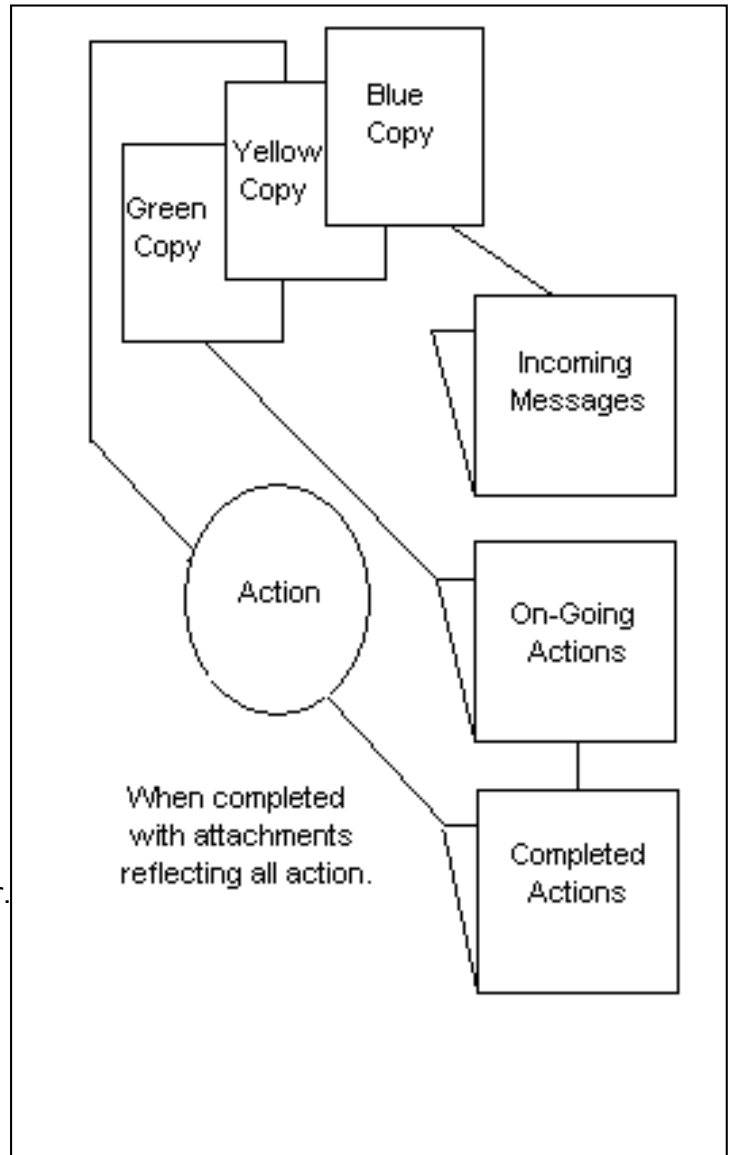 Blue
Copy
Yellow
Copy
Green
Copy
Incoming
Messages
Action
On-Going
Actions
When completed
with attachments
reflecting all action.
Completed
Actions